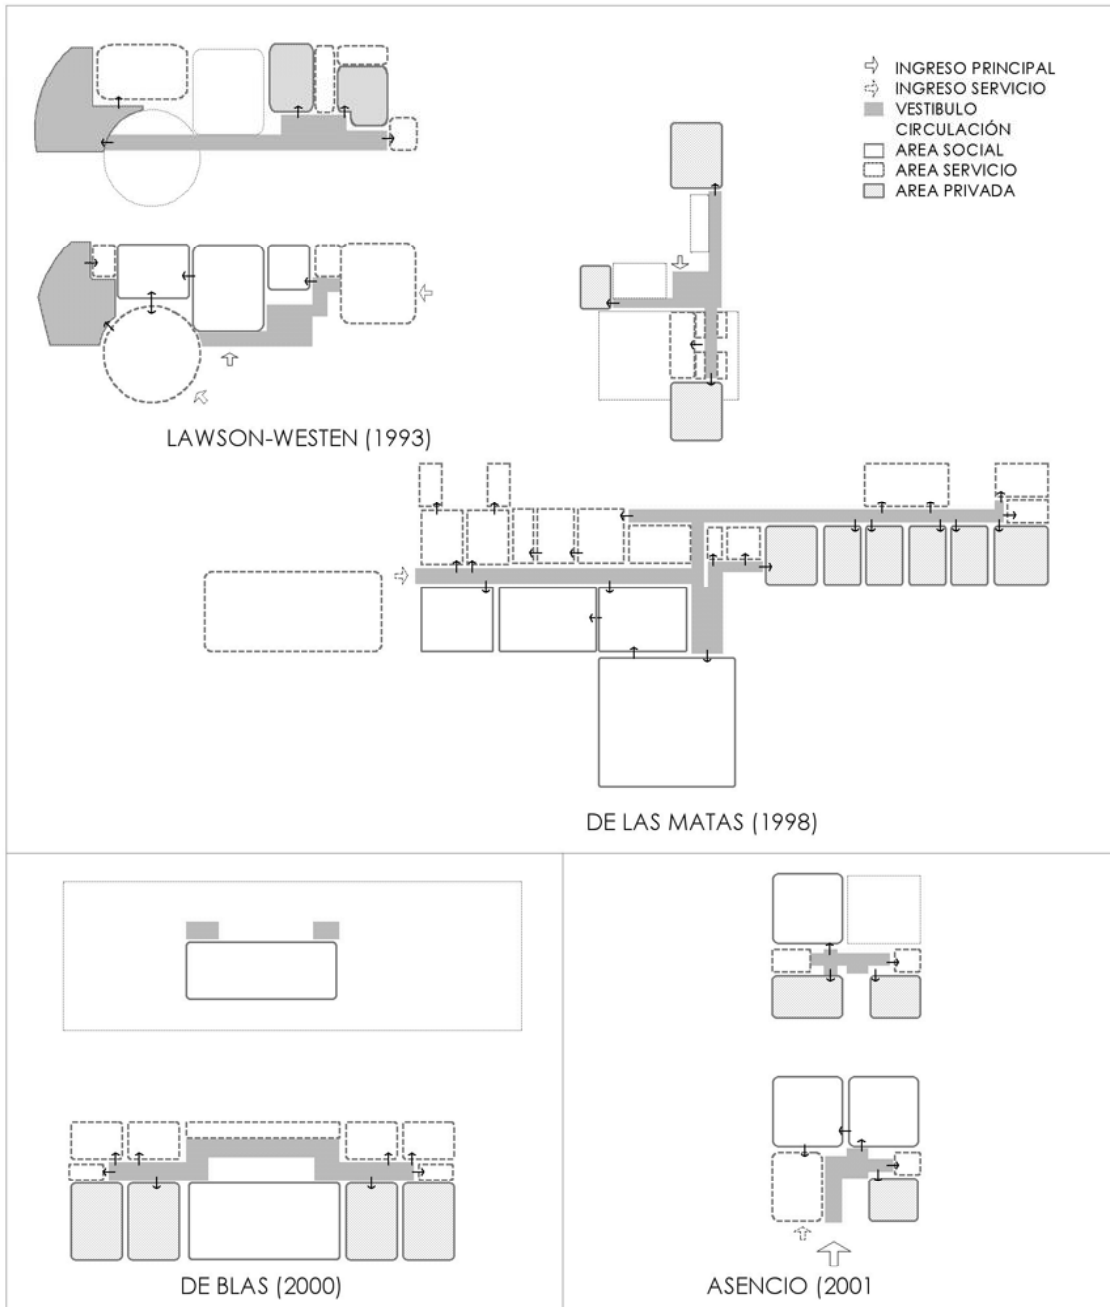 INGRESO PRINCIPAL
INGRESO SERVICIO
VESTIBULO
CIRCULACIÓN
AREA SOCIAL
AREA SERVICIO
AREA PRIVADA
LAWSON-WESTEN (1993)
DE LAS MATAS (1998)
DE BLAS (2000)
ASENCIO (2001